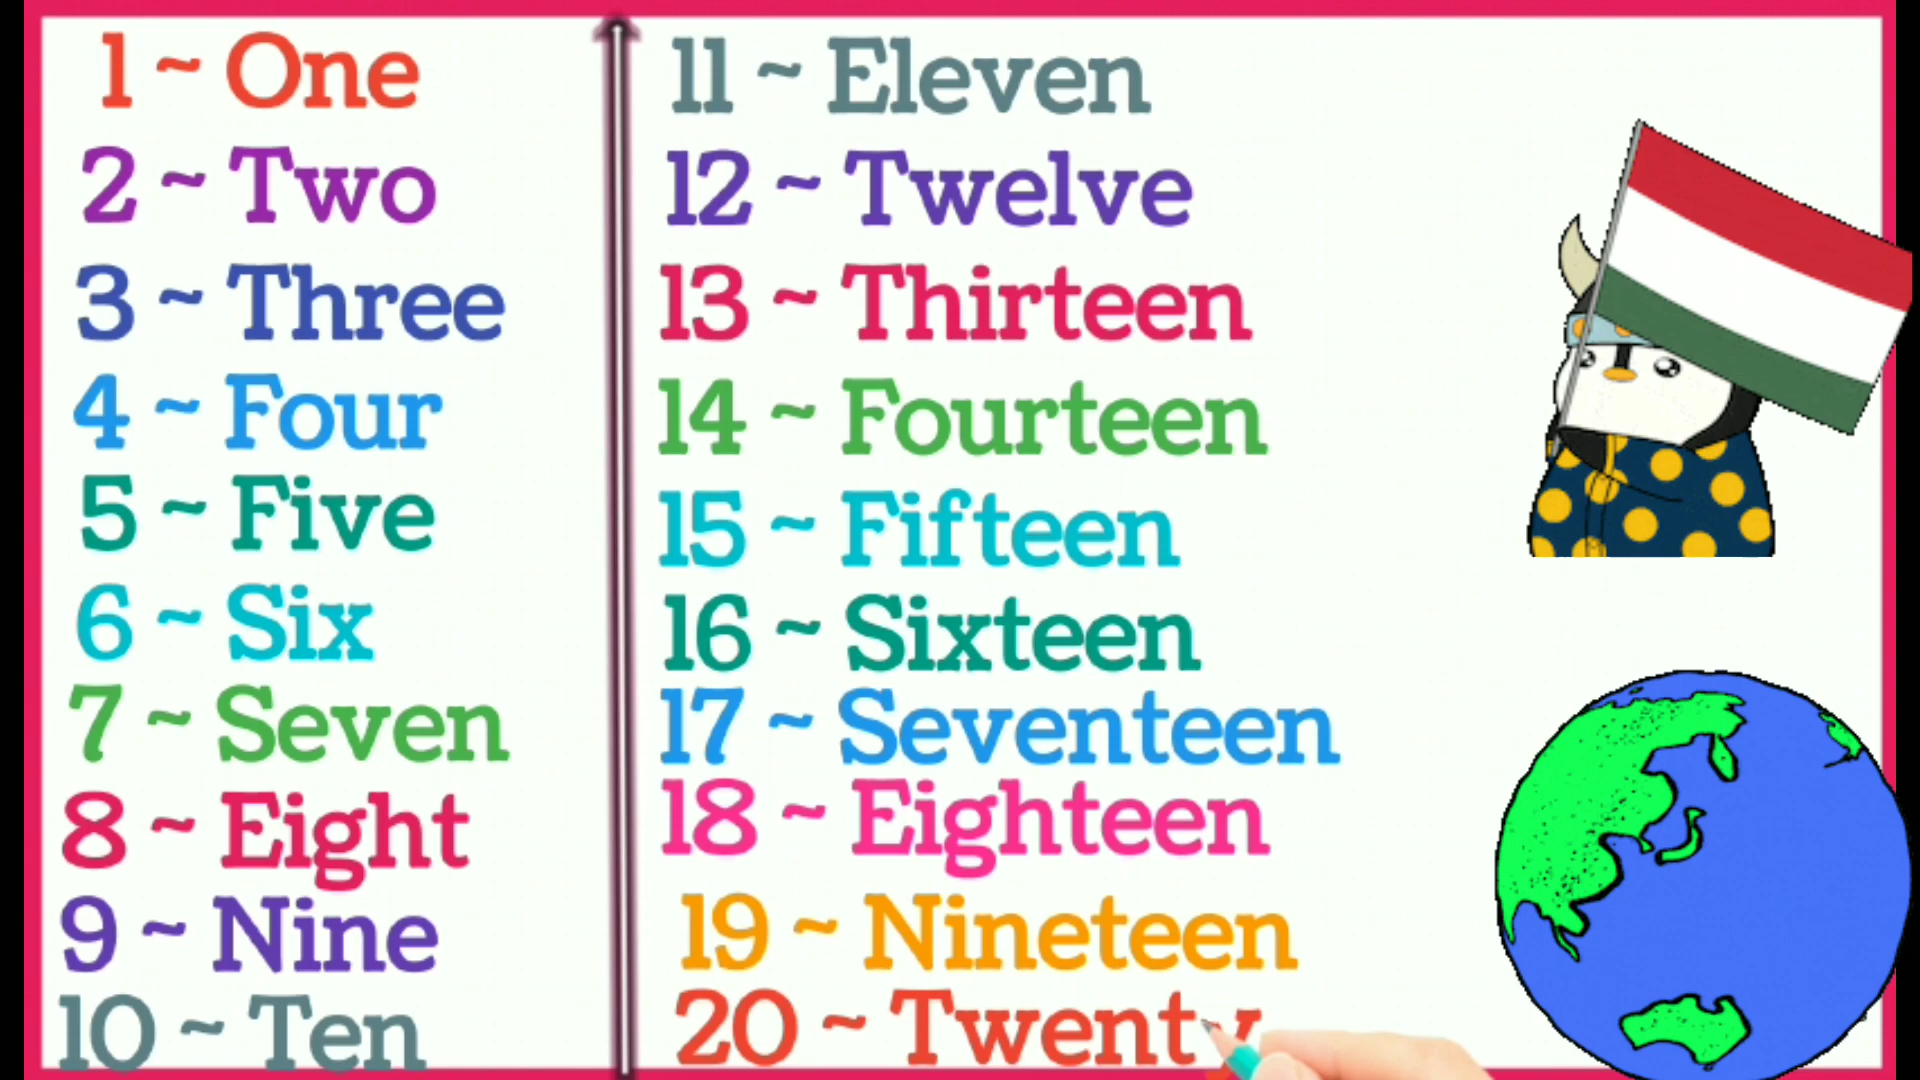 1 ~ One
2 ~ Two
3 ~ Three
4 ~ Four
5 ~ Five
6 ~ Six
7 ~ Seven
8 ~ Eight
9 ~ Nine
10 ~ Ten
11 ~ Eleven
12 ~ Twelve
13 ~ Thirteen
14 ~ Fourteen
15 ~ Fifteen
16 ~ Sixteen
17 ~ Seventeen
18 ~ Eighteen
19 ~ Nineteen
20 ~ Twenty